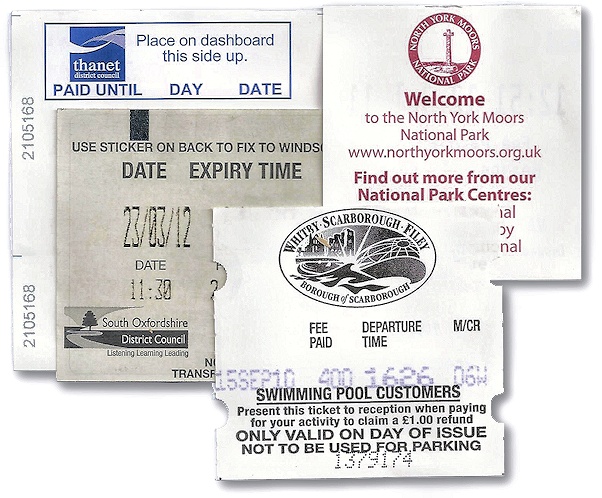 thanet
district council
Place on dashboard
this side up.
PAID UNTIL DAY DATE
2105168
2105168
USE STICKER ON BACK TO FIX TO
DATE EXPIRY TIME
23/03/12
DATE
11:30
South Oxfordshire
District Council
Listening Learning Leading
NORTH YORK MOORS
NATIONAL PARK
Welcome
to the North York Moors
National Park
www.northyorkmoors.org.uk
Find out more from our
National Park Centres:
WHITBY · SCARBOROUGH · FILEY
BOROUGH of SCARBOROUGH
FEE DEPARTURE M/CR
PAID TIME
15SEP10 400 1626 06W
SWIMMING POOL CUSTOMERS
Present this ticket to reception when paying
for your activity to claim a £1.00 refund
ONLY VALID ON DAY OF ISSUE
NOT TO BE USED FOR PARKING
1379174